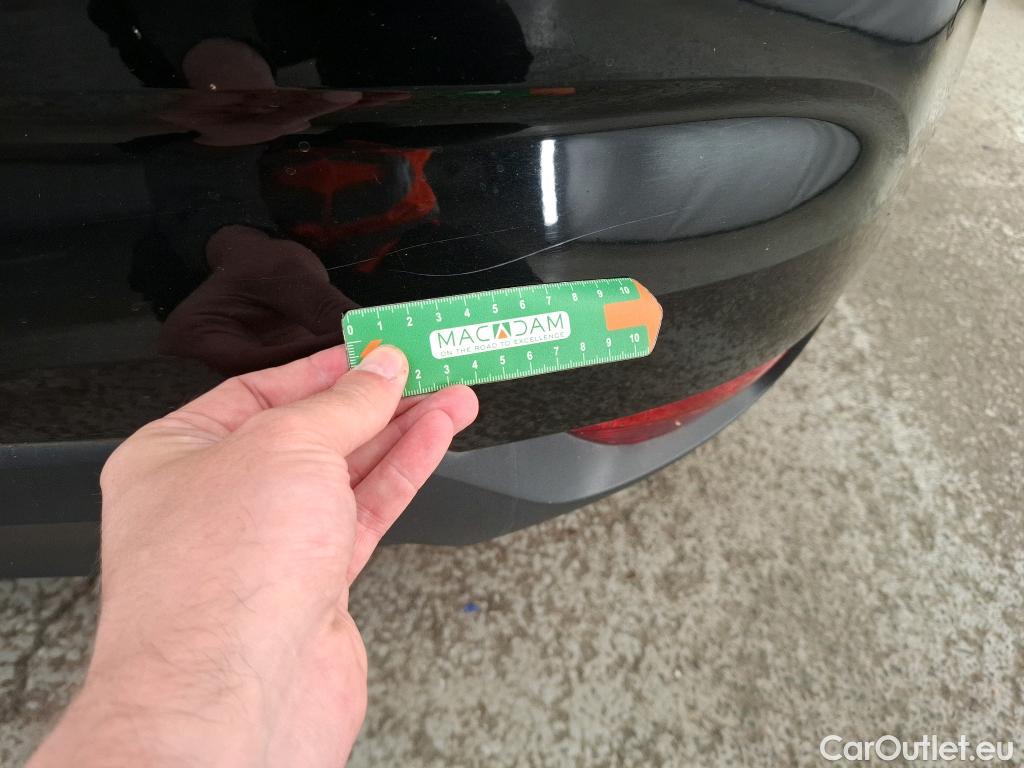 0 1 2 3 4 5 6 7 8 9 10
MACADAM
ON THE ROAD TO EXCELLENCE
2 3 4 5 6 7 8 9 10
CarOutlet.eu